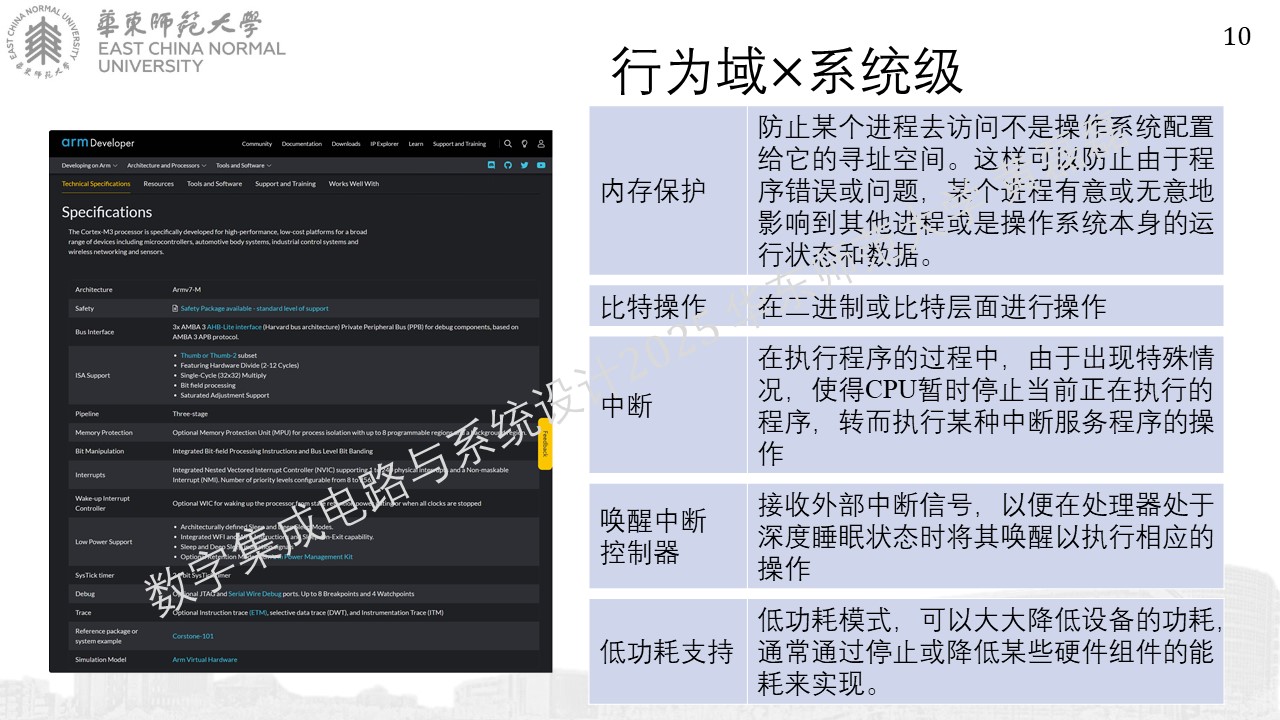 華東師範大學
EAST CHINA NORMAL
UNIVERSITY
10
行为域×系统级
arm Developer
Community Documentation Downloads IP Explorer Learn Support and Training
Developing on Arm Architecture and Processors Tools and Software
Technical Specifications Resources Tools and Software Support and Training Works Well With
Specifications
The Cortex-M3 processor is specifically developed for high-performance, low-cost platforms for a broad
range of devices including microcontrollers, automotive body systems, industrial control systems and
wireless networking and sensors.
Architecture Armv7-M
Safety Safety Package available - standard level of support
Bus Interface 3x AMBA 3 AHB-Lite interface (Harvard bus architecture) Private Peripheral Bus (PPB) for debug components, based on
AMBA 3 APB protocol.
ISA Support
• Thumb or Thumb-2 subset
• Featuring Hardware Divide (2-12 Cycles)
• Single-Cycle (32x32) Multiply
• Bit field processing
• Saturated Adjustment Support
Pipeline Three-stage
Memory Protection Optional Memory Protection Unit (MPU) for process isolation with up to 8 programmable regions and a background region.
Bit Manipulation Integrated Bit-field Processing Instructions and Bus Level Bit Banding
Interrupts Integrated Nested Vectored Interrupt Controller (NVIC) supporting 1 to 240 physical interrupts and a Non-maskable
Interrupt (NMI). Number of priority levels configurable from 8 to 256.
Wake-up Interrupt
Controller
Optional WIC for waking up the processor from state retention power gating or when all clocks are stopped
Low Power Support
• Architecturally defined Sleep and Deep Sleep Modes.
• Integrated WFI and WFE Instructions and Sleep-on-Exit capability.
• Sleep and Deep Sleep signals
• Optional Retention Mode with Arm Power Management Kit
SysTick timer 24-bit SysTick timer
Debug Optional JTAG and Serial Wire Debug ports. Up to 8 Breakpoints and 4 Watchpoints
Trace Optional Instruction trace (ETM), selective data trace (DWT), and Instrumentation Trace (ITM)
Reference package or
system example
Corstone-101
Simulation Model Arm Virtual Hardware
Feedback
内存保护
防止某个进程去访问不是操作系统配置
给它的寻址空间。这样可以防止由于程
序错误或问题，某个进程有意或无意地
影响到其他进程或是操作系统本身的运
行状态和数据。
比特操作 在二进制或比特层面进行操作
中断
在执行程序的过程中，由于出现特殊情
况，使得CPU暂时停止当前正在执行的
程序，转而执行某种中断服务程序的操
作
唤醒中断
控制器
接收外部中断信号，以便在处理器处于
深度睡眠状态时将其唤醒以执行相应的
操作
低功耗支持
低功耗模式，可以大大降低设备的功耗，
通常通过停止或降低某些硬件组件的能
耗来实现。
数字集成电路与系统设计2025